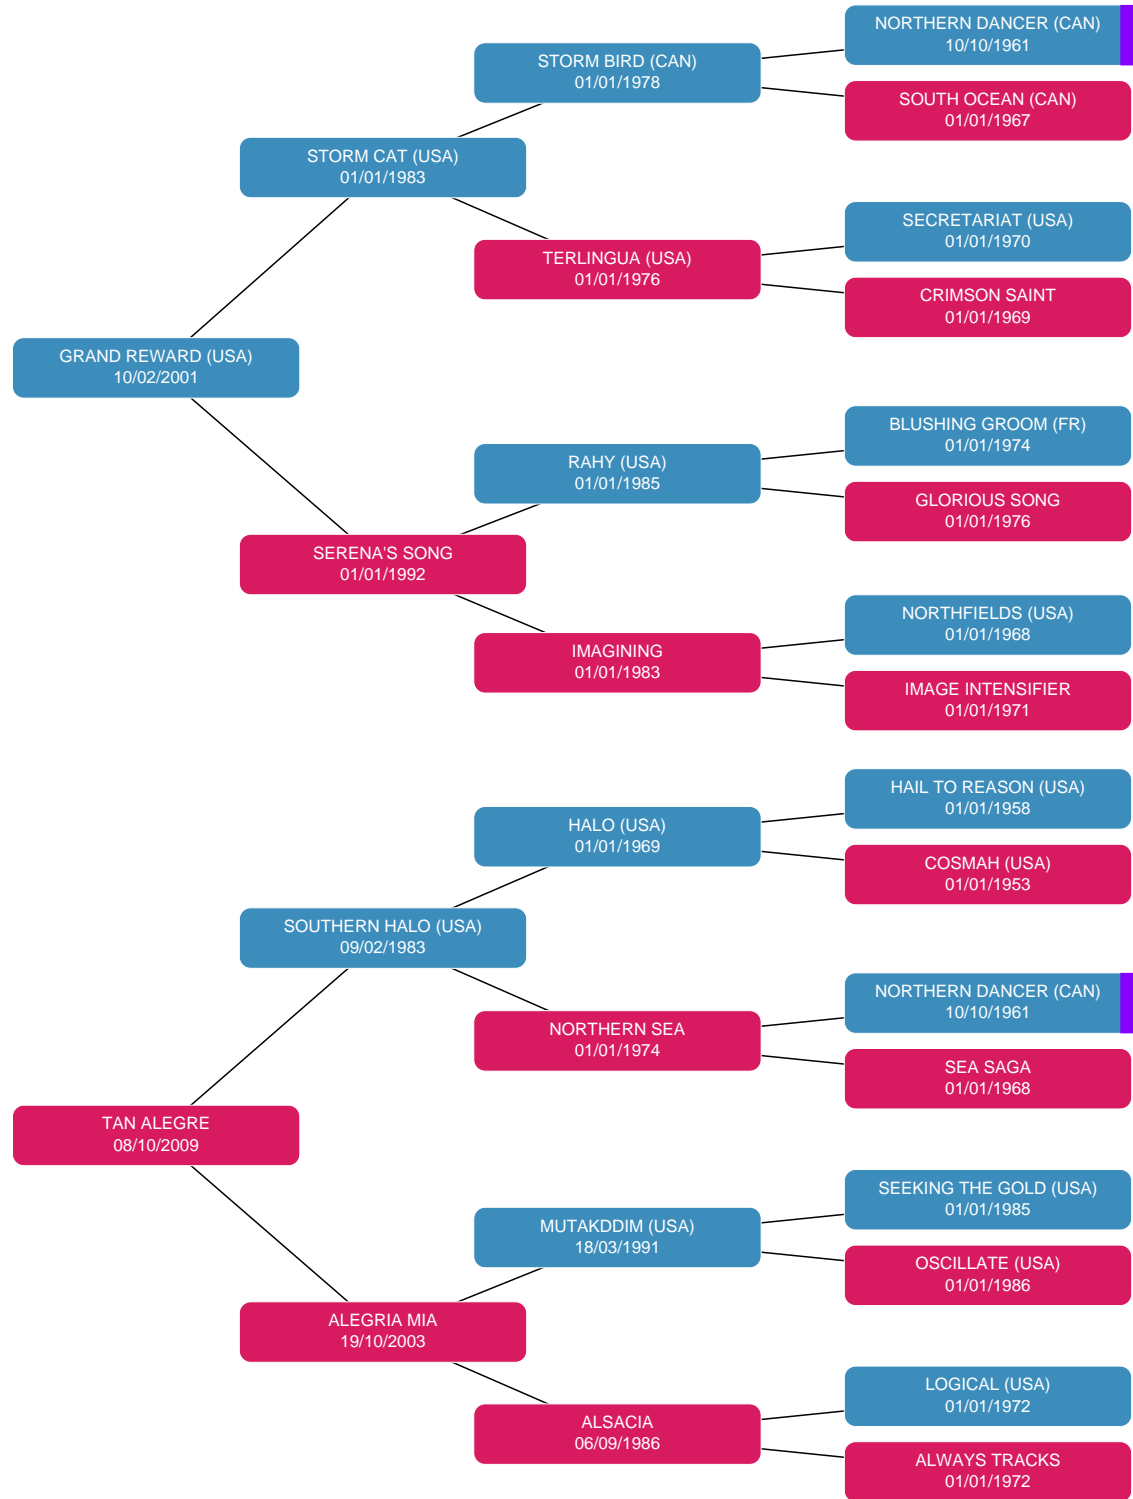 NORTHERN DANCER (CAN)
10/10/1961
STORM BIRD (CAN)
01/01/1978
SOUTH OCEAN (CAN)
01/01/1967
STORM CAT (USA)
01/01/1983
SECRETARIAT (USA)
01/01/1970
TERLINGUA (USA)
01/01/1976
CRIMSON SAINT
01/01/1969
GRAND REWARD (USA)
10/02/2001
BLUSHING GROOM (FR)
01/01/1974
RAHY (USA)
01/01/1985
GLORIOUS SONG
01/01/1976
SERENA'S SONG
01/01/1992
NORTHFIELDS (USA)
01/01/1968
IMAGINING
01/01/1983
IMAGE INTENSIFIER
01/01/1971
HAIL TO REASON (USA)
01/01/1958
HALO (USA)
01/01/1969
COSMAH (USA)
01/01/1953
SOUTHERN HALO (USA)
09/02/1983
NORTHERN DANCER (CAN)
10/10/1961
NORTHERN SEA
01/01/1974
SEA SAGA
01/01/1968
TAN ALEGRE
08/10/2009
SEEKING THE GOLD (USA)
01/01/1985
MUTAKDDIM (USA)
18/03/1991
OSCILLATE (USA)
01/01/1986
ALEGRIA MIA
19/10/2003
LOGICAL (USA)
01/01/1972
ALSACIA
06/09/1986
ALWAYS TRACKS
01/01/1972